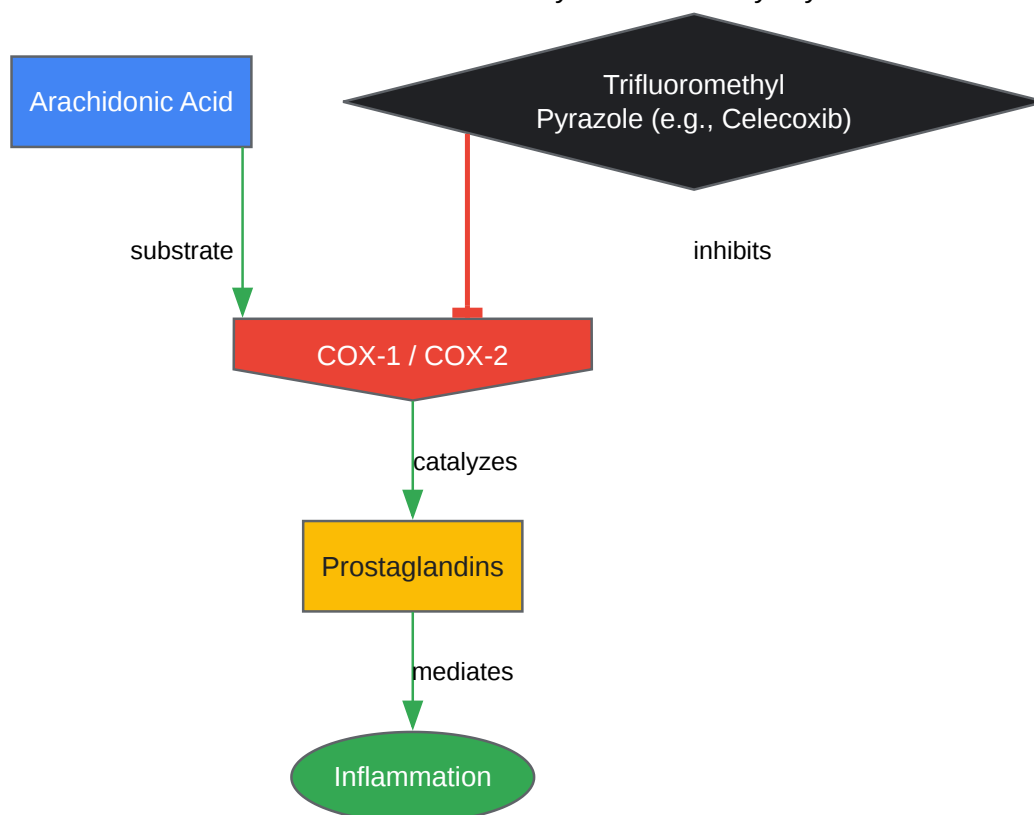 Arachidonic Acid
Trifluoromethyl
Pyrazole (e.g., Celecoxib)
substrate
inhibits
COX-1 / COX-2
catalyzes
Prostaglandins
mediates
Inflammation